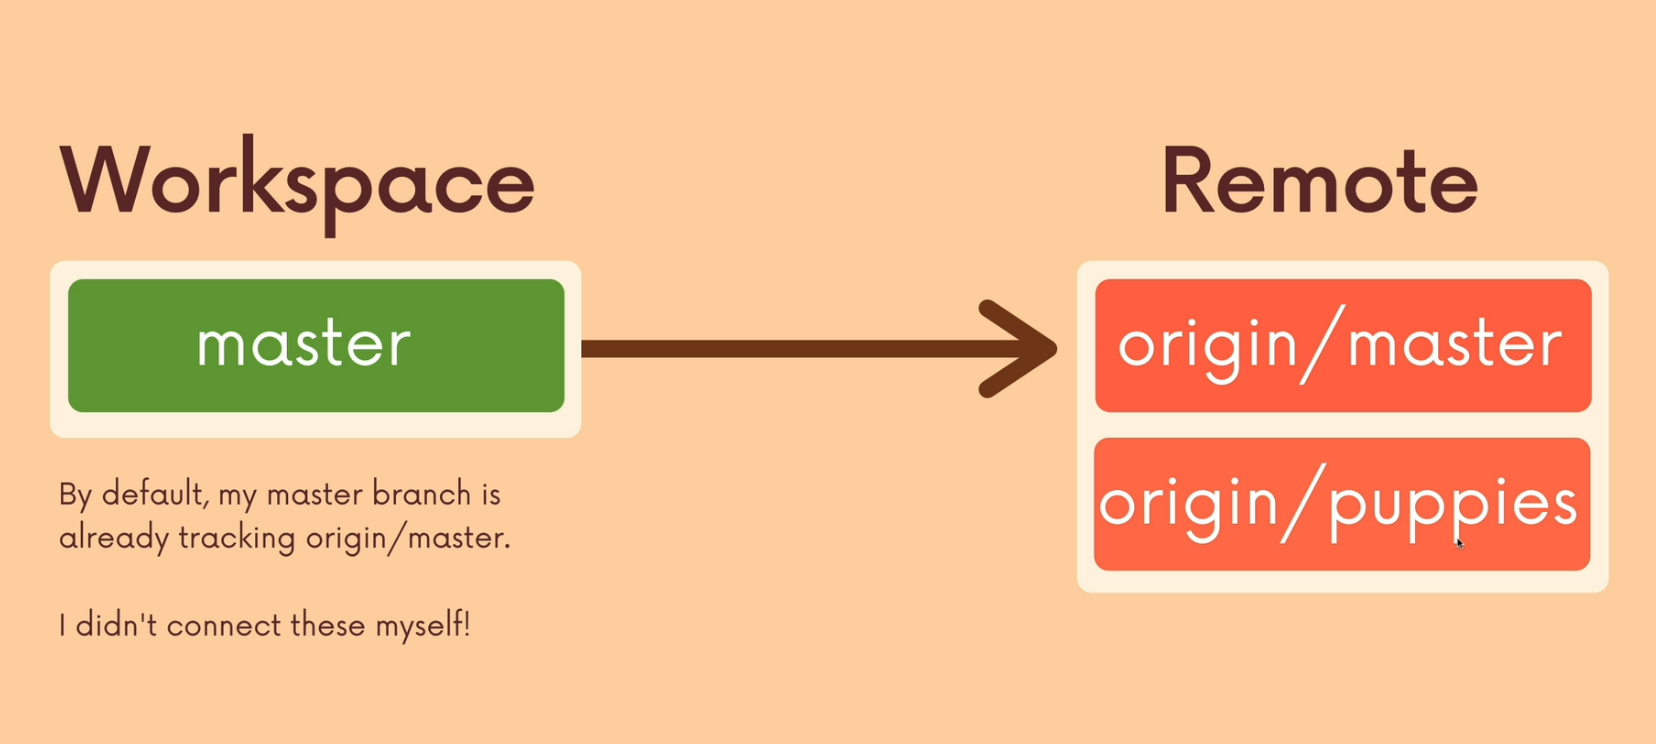 Workspace
Remote
master
origin/master
origin/puppies
By default, my master branch is
already tracking origin/master.
I didn't connect these myself!